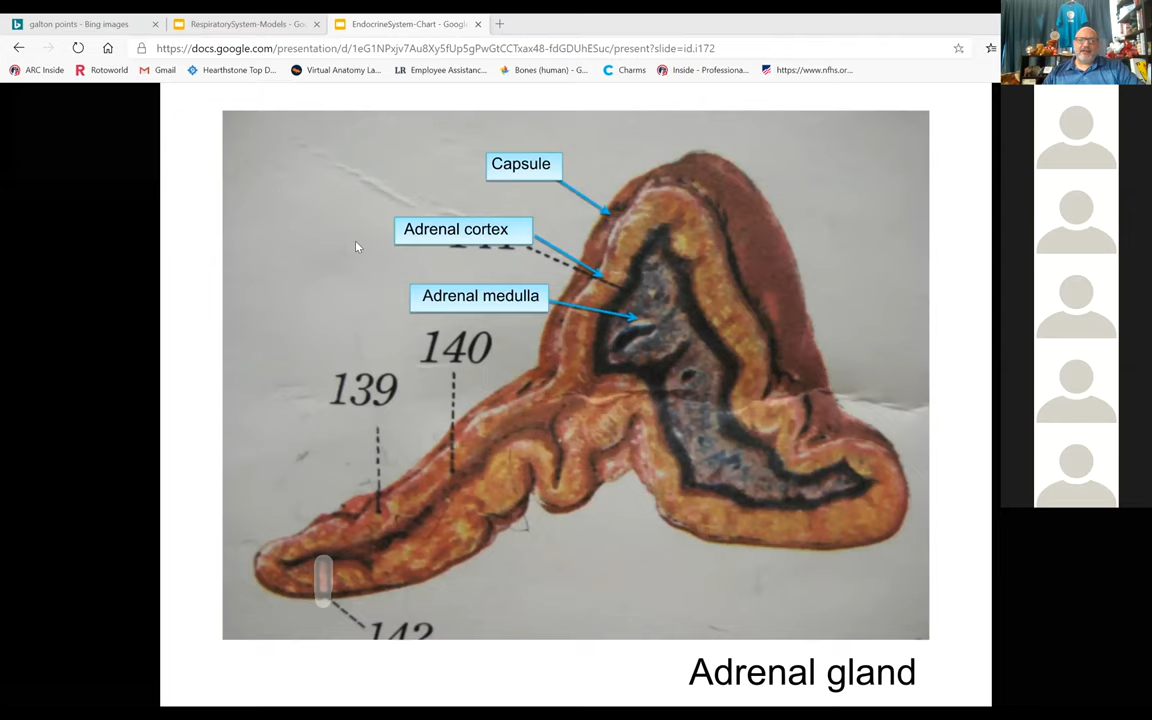 galton points - Bing images
RespiratorySystem-Models - Go
EndocrineSystem-Chart - Googl
https://docs.google.com/presentation/d/1eG1NPxjv7Au8Xy5fUp5gPwGtCCTxax48-fdGDUhESuc/present?slide=id.i172
ARC Inside
Rotoworld
Gmail
Hearthstone Top D...
Virtual Anatomy La...
LR Employee Assistanc...
Bones (human) - G...
Charms
Inside - Professiona...
https://www.nfhs.or...
Capsule
Adrenal cortex
Adrenal medulla
140
139
142
Adrenal gland